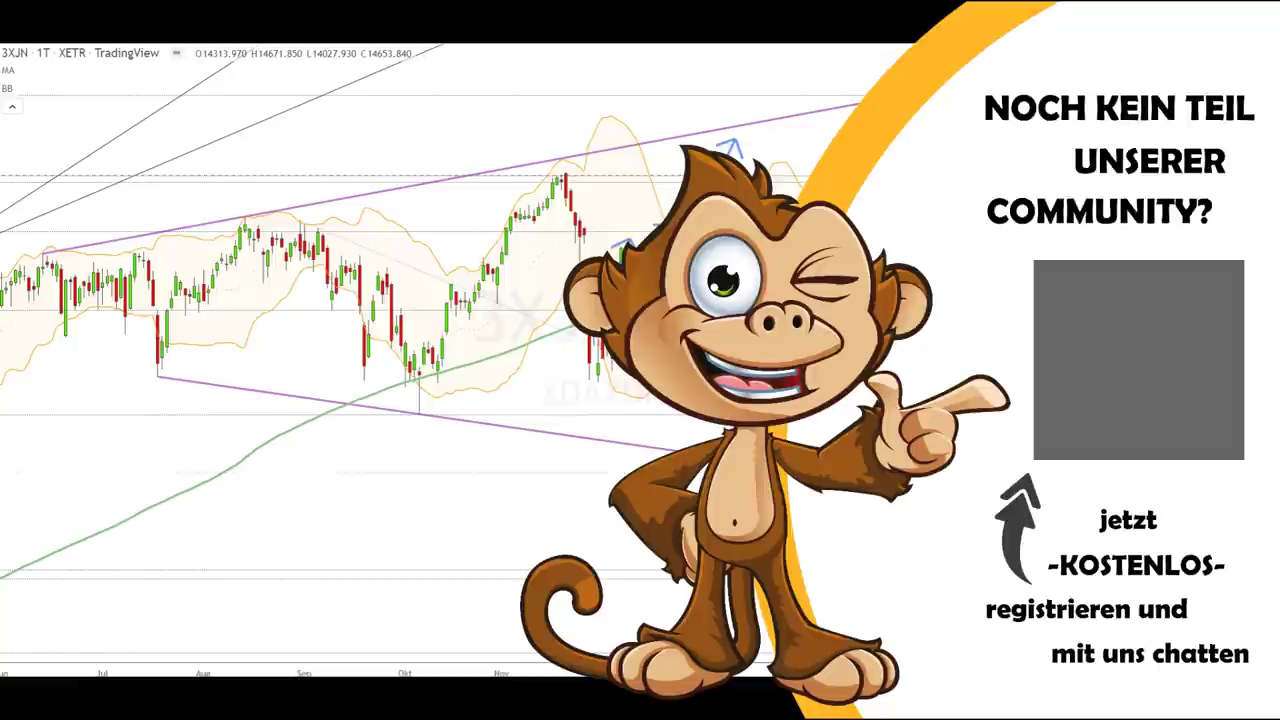 3XJN · 1T · XETR · TradingView O14313.970 H14671.850 L14027.930 C14653.840
MA
BB
NOCH KEIN TEIL
UNSERER
COMMUNITY?
jetzt
-KOSTENLOS-
registrieren und
mit uns chatten
Jul Aug Sep Okt Nov